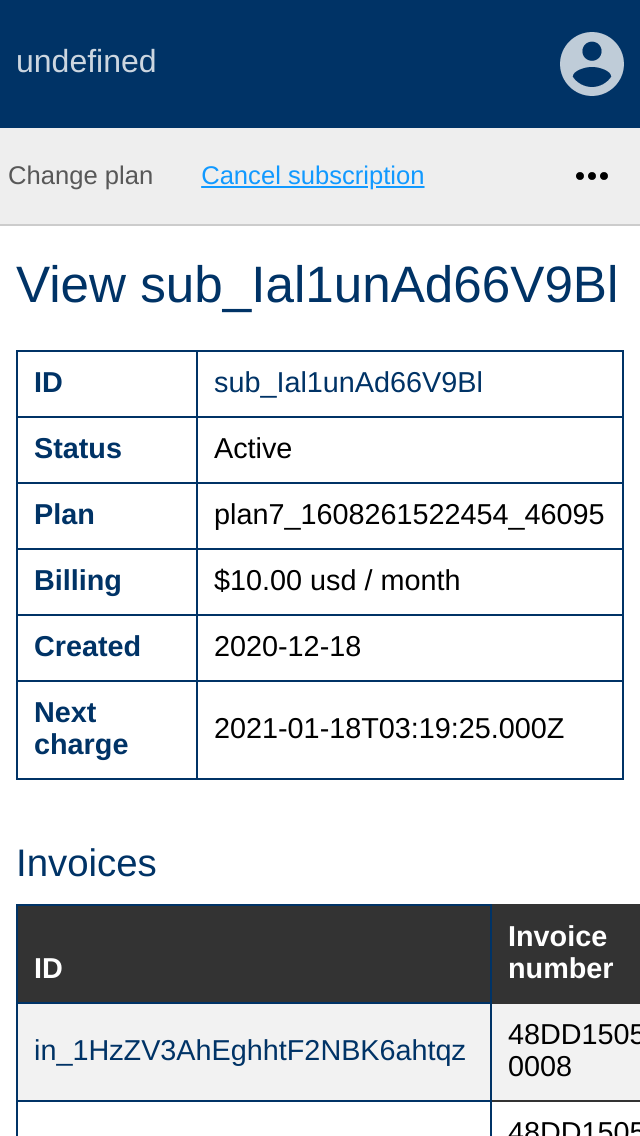 undefined
Change plan Cancel subscription •••
View sub_Ial1unAd66V9Bl
ID sub_Ial1unAd66V9Bl
Status Active
Plan plan7_1608261522454_46095
Billing $10.00 usd / month
Created 2020-12-18
Next
charge 2021-01-18T03:19:25.000Z
Invoices
ID Invoice
number
in_1HzZV3AhEghhtF2NBK6ahtqz 48DD1505
0008
48DD1505